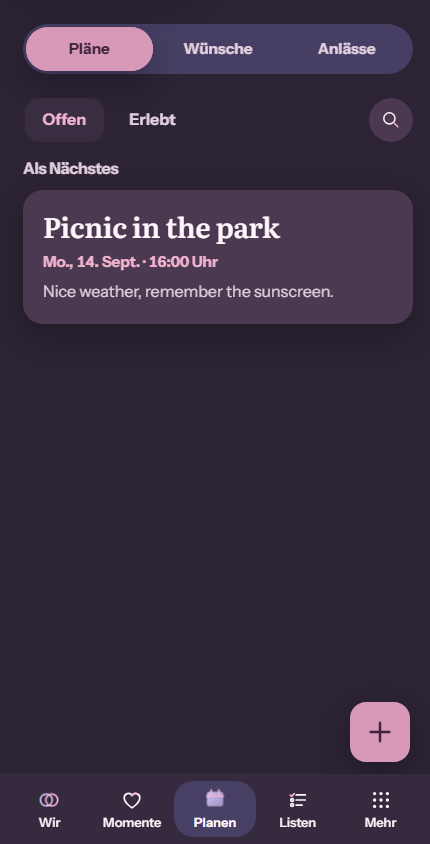 Pläne
Wünsche
Anlässe
Offen
Erlebt
Als Nächstes
Picnic in the park
Mo., 14. Sept. · 16:00 Uhr
Nice weather, remember the sunscreen.
Wir
Momente
Planen
Listen
Mehr